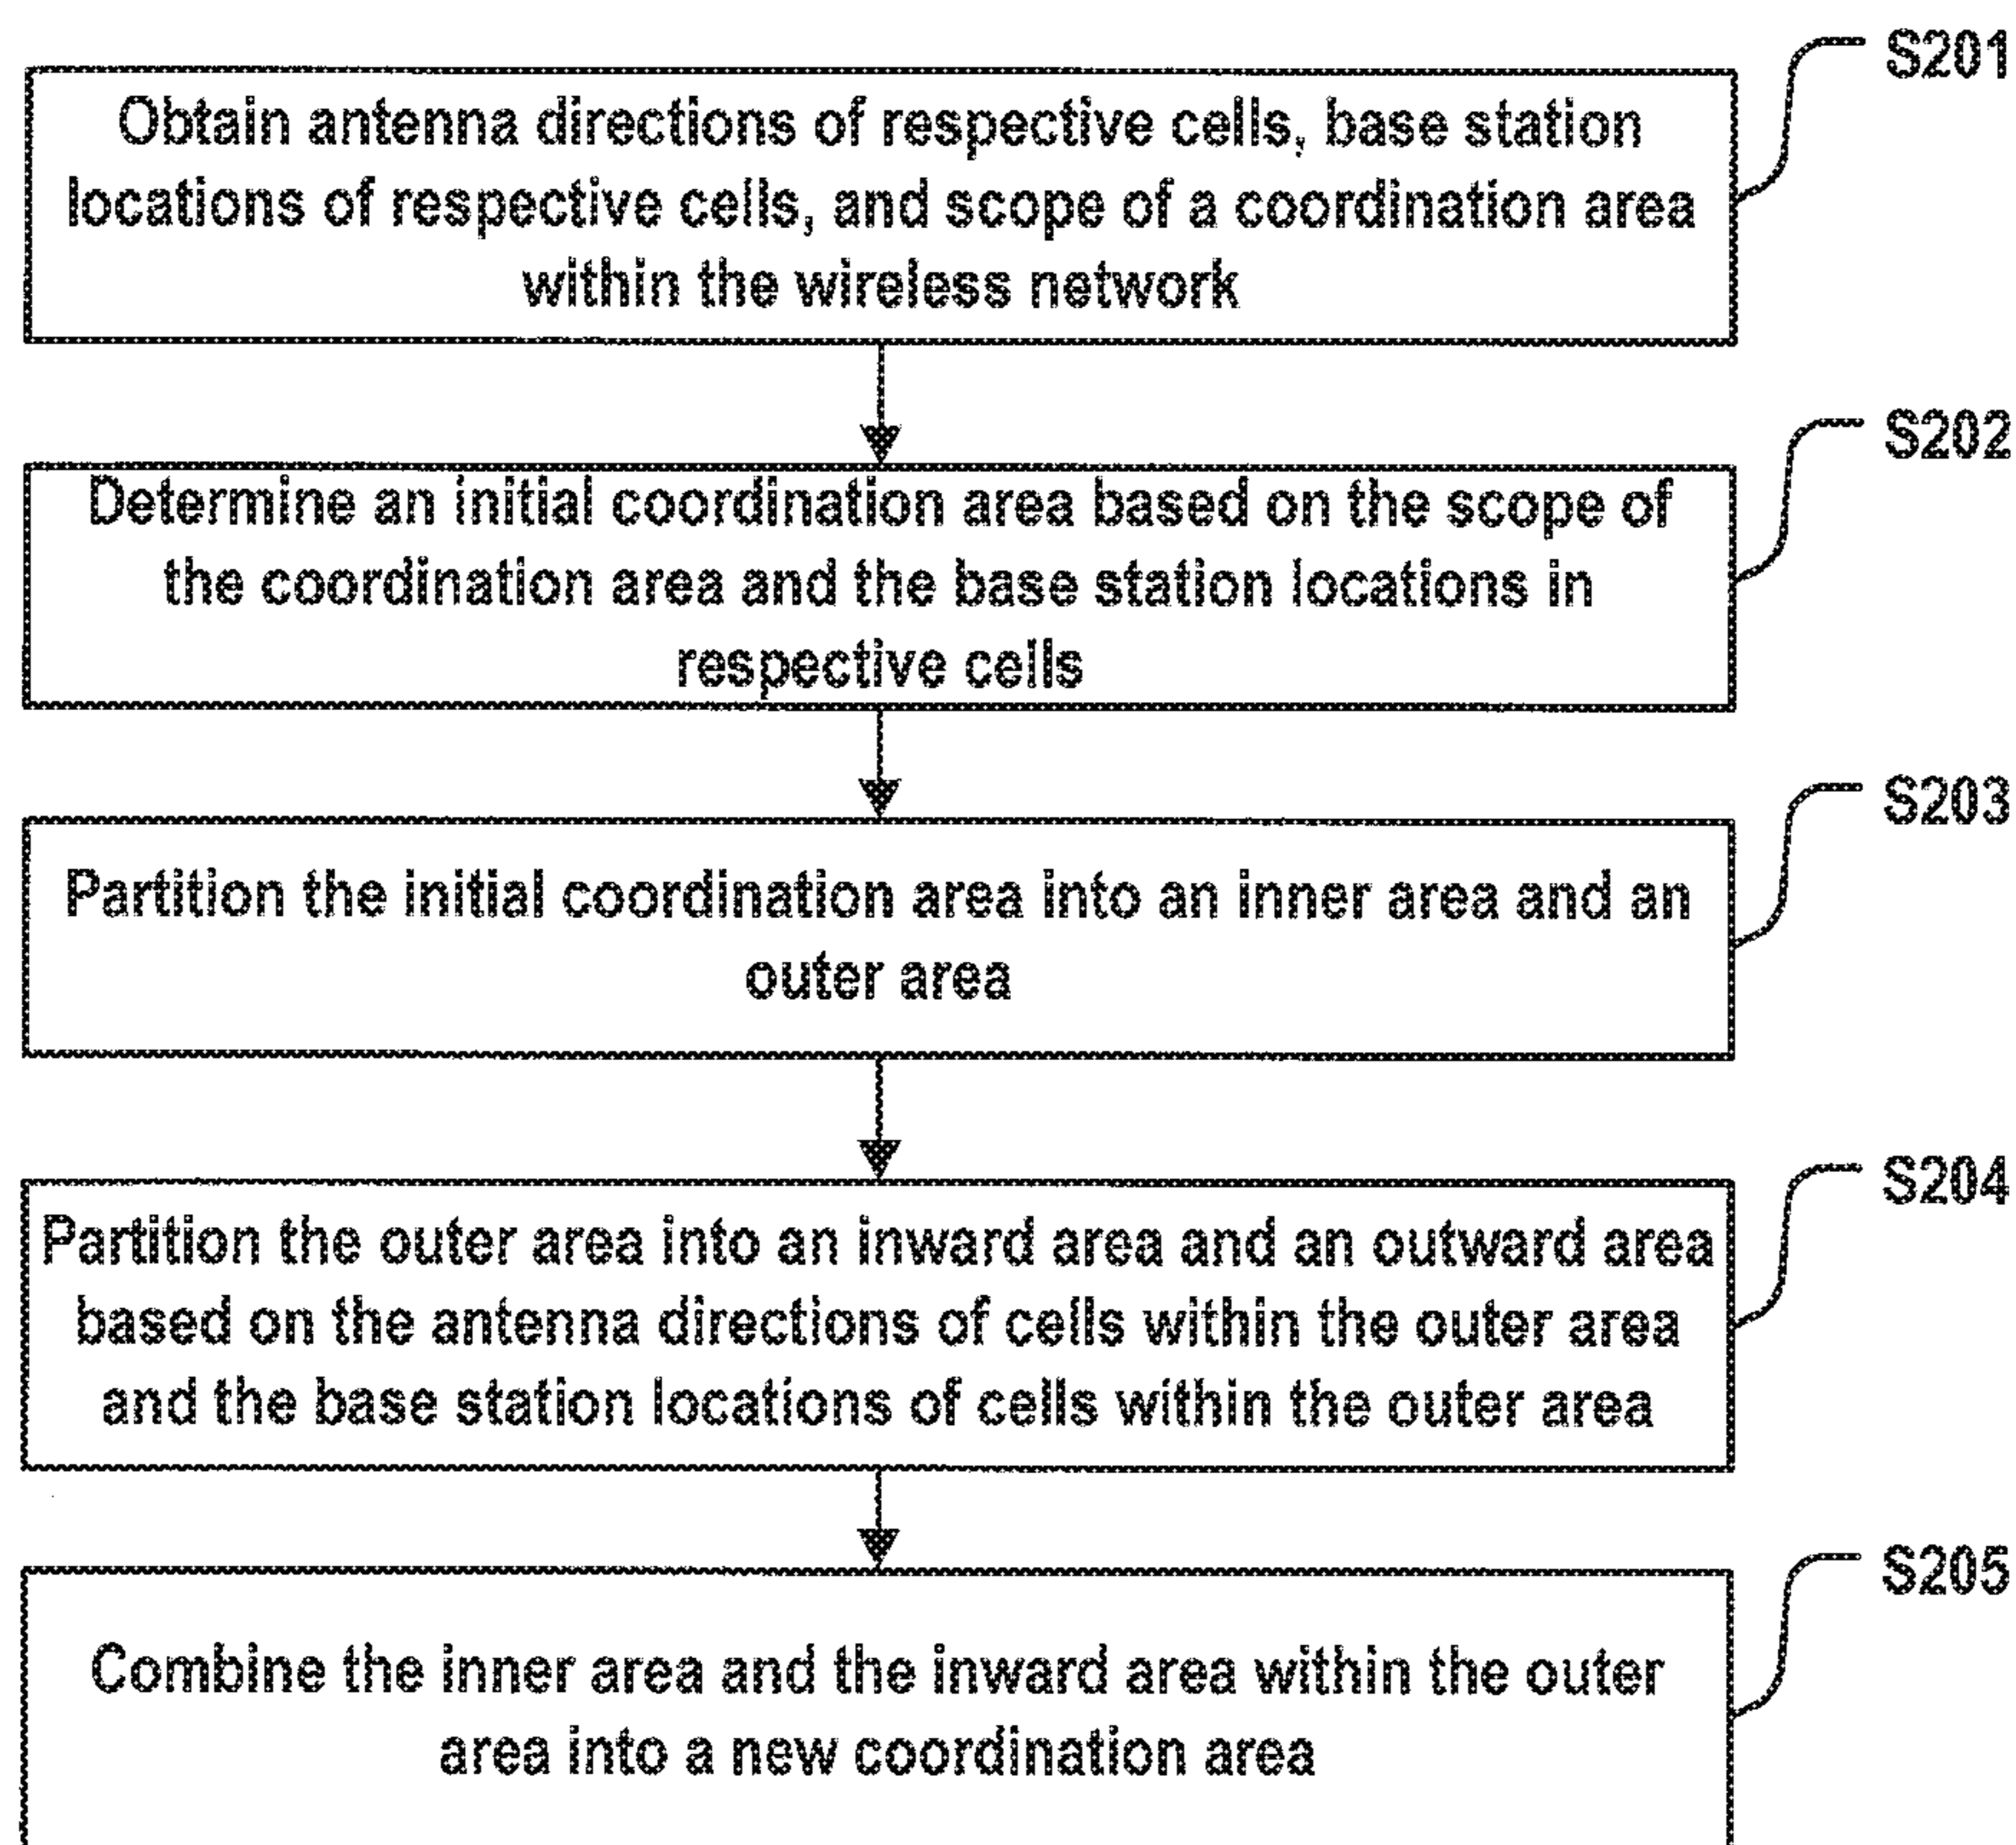 S201
Obtain antenna directions of respective cells, base station
locations of respective cells, and scope of a coordination area
within the wireless network
S202
Determine an initial coordination area based on the scope of
the coordination area and the base station locations in
respective cells
S203
Partition the initial coordination area into an inner area and an
outer area
S204
Partition the outer area into an inward area and an outward area
based on the antenna directions of cells within the outer area
and the base station locations of cells within the outer area
S205
Combine the inner area and the inward area within the outer
area into a new coordination area